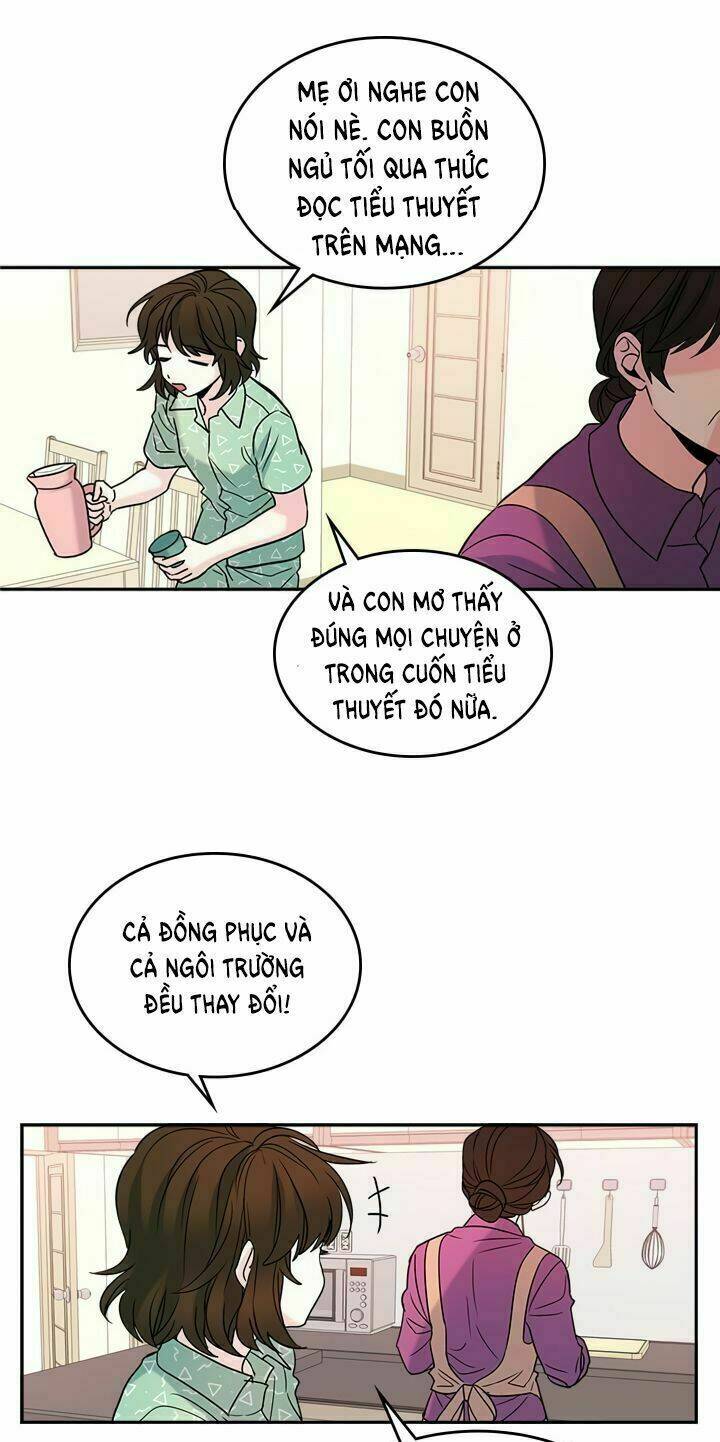 MẸ ƠI NGHE CON
NÓI NÈ. CON BUỒN
NGỦ TỐI QUA THỨC
ĐỌC TIỂU THUYẾT
TRÊN MẠNG...
VÀ CON MƠ THẤY
ĐÚNG MỌI CHUYỆN Ở
TRONG CUỐN TIỂU
THUYẾT ĐÓ NỮA.
CẢ ĐỒNG PHỤC VÀ
CẢ NGÔI TRƯỜNG
ĐỀU THAY ĐỔI!